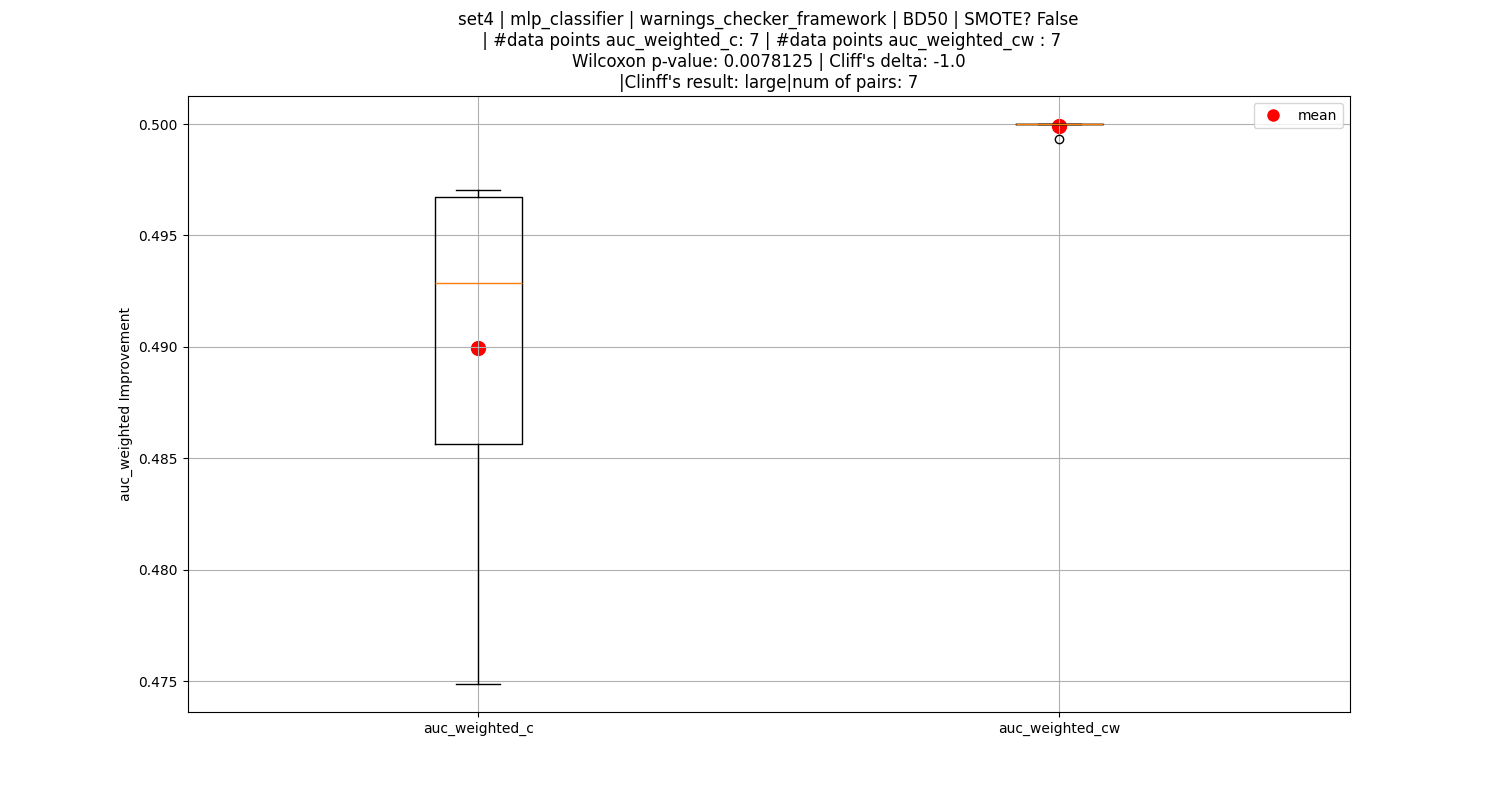 set4 | mlp_classifier | warnings_checker_framework | BD50 | SMOTE? False
| #data points auc_weighted_c: 7 | #data points auc_weighted_cw : 7
Wilcoxon p-value: 0.0078125 | Cliff's delta: -1.0
|Clinff's result: large|num of pairs: 7
mean
0.500
0.495
0.490
0.485
0.480
0.475
auc_weighted Improvement
auc_weighted_c
auc_weighted_cw